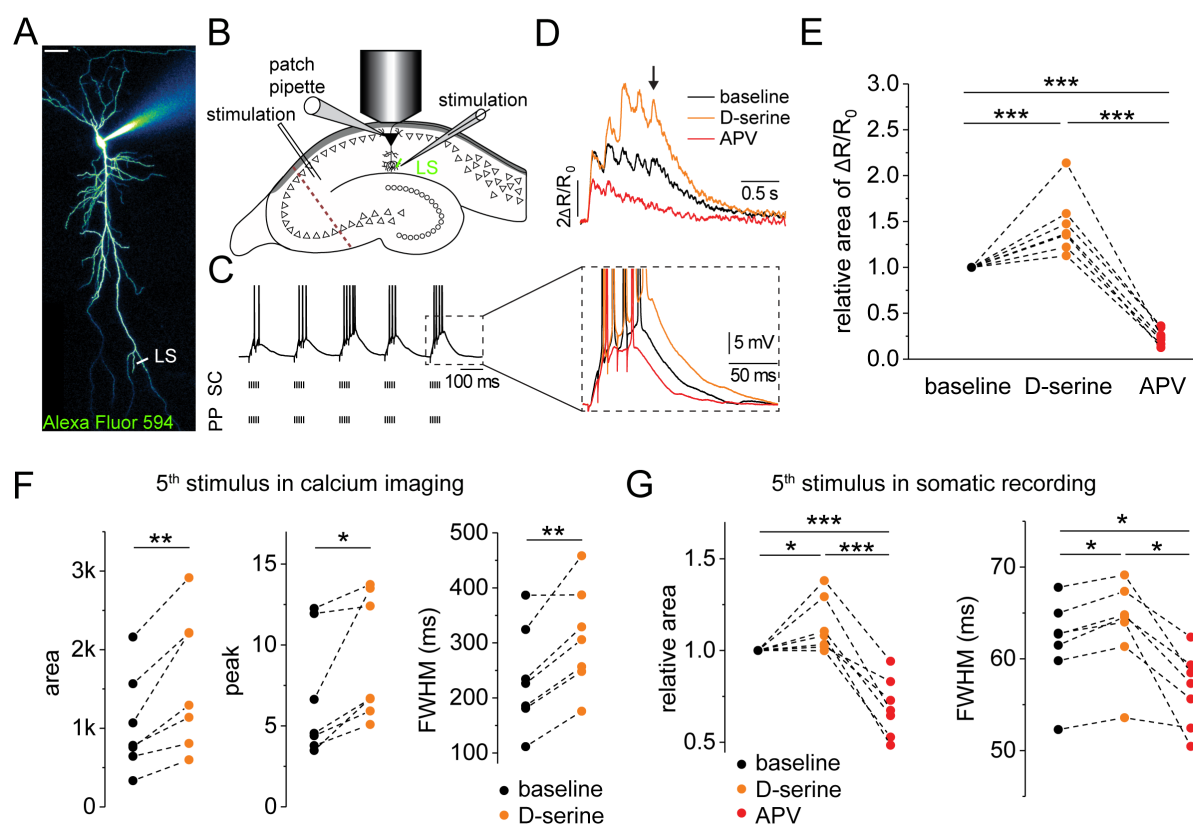 A
LS
Alexa Fluor 594
B
patch
pipette
stimulation
stimulation
LS
C
SC
PP
100 ms
5 mV
50 ms
D
baseline
D-serine
APV
2ΔR/R0
0.5 s
E
relative area of ΔR/R0
3.0
2.5
2.0
1.5
1.0
0.5
0.0
***
***
***
baseline
D-serine
APV
F
5th stimulus in calcium imaging
area
3k
2k
1k
0
**
peak
15
10
5
0
*
FWHM (ms)
500
400
300
200
100
**
baseline
D-serine
G
5th stimulus in somatic recording
relative area
1.5
1.0
0.5
***
*
***
baseline
D-serine
APV
FWHM (ms)
70
60
50
*
*
*